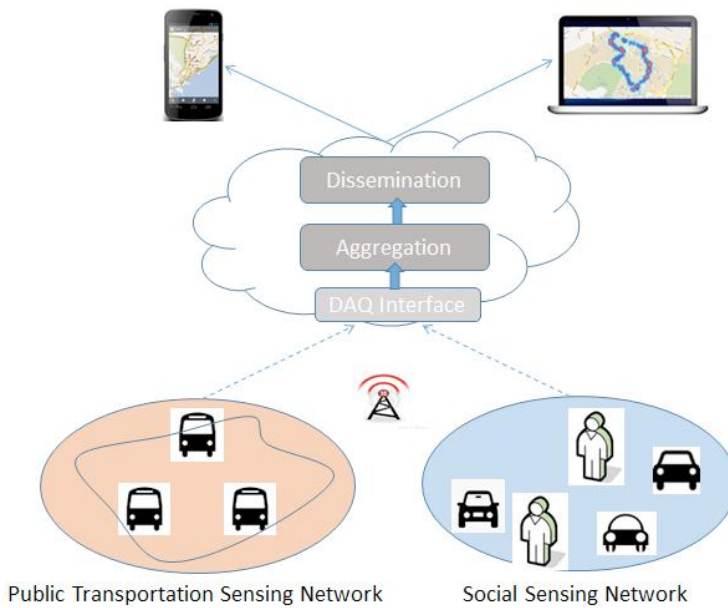 Dissemination
Aggregation
DAQ Interface
Public Transportation Sensing Network
Social Sensing Network